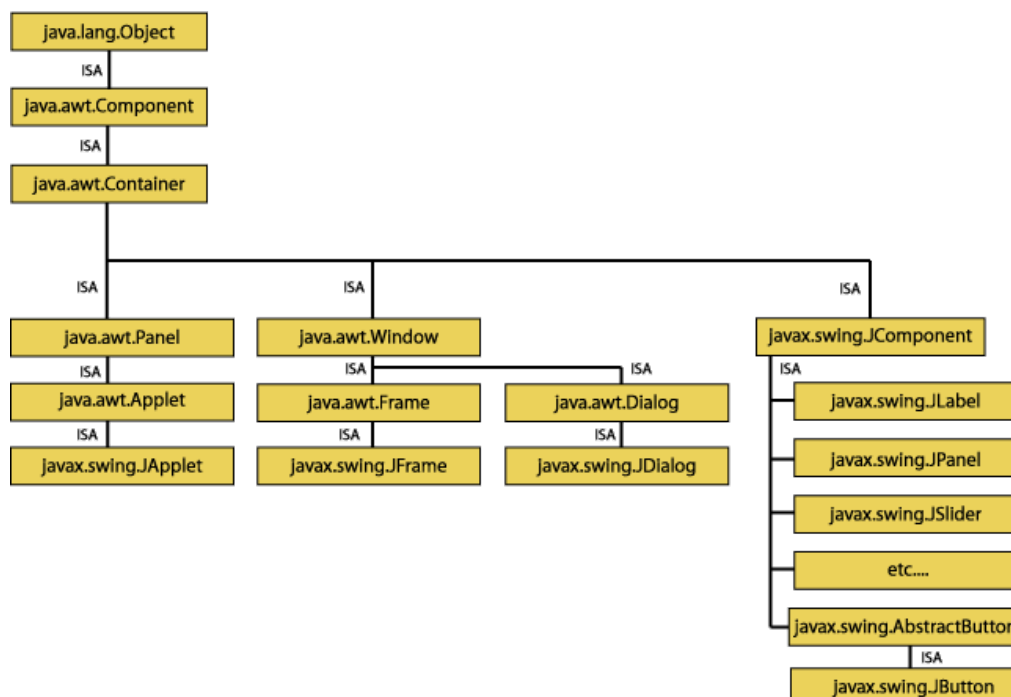 java.lang.Object
ISA
java.awt.Component
ISA
java.awt.Container
ISA
ISA
ISA
java.awt.Panel
java.awt.Window
javax.swing.JComponent
ISA
ISA
ISA
ISA
java.awt.Applet
java.awt.Frame
java.awt.Dialog
javax.swing.JLabel
ISA
ISA
ISA
javax.swing.JApplet
javax.swing.JFrame
javax.swing.JDialog
javax.swing.JPanel
javax.swing.JSlider
etc....
javax.swing.AbstractButton
ISA
javax.swing.JButton